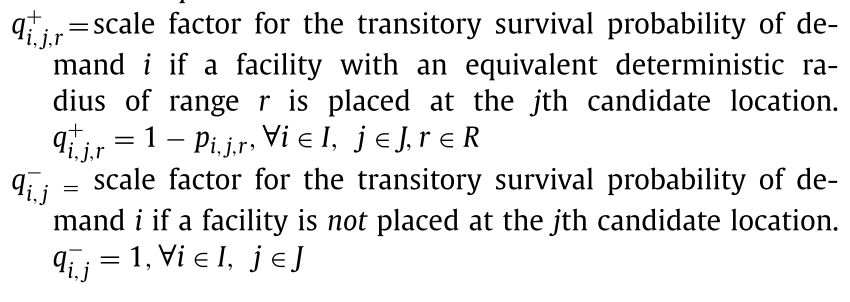 q⁺ᵢ,ⱼ,ᵣ=scale factor for the transitory survival probability of de-
mand i if a facility with an equivalent deterministic ra-
dius of range r is placed at the jth candidate location.
q⁺ᵢ,ⱼ,ᵣ = 1 − pᵢ,ⱼ,ᵣ, ∀i ∈ I, j ∈ J, r ∈ R
q⁻ᵢ,ⱼ = scale factor for the transitory survival probability of de-
mand i if a facility is not placed at the jth candidate location.
q⁻ᵢ,ⱼ = 1, ∀i ∈ I, j ∈ J